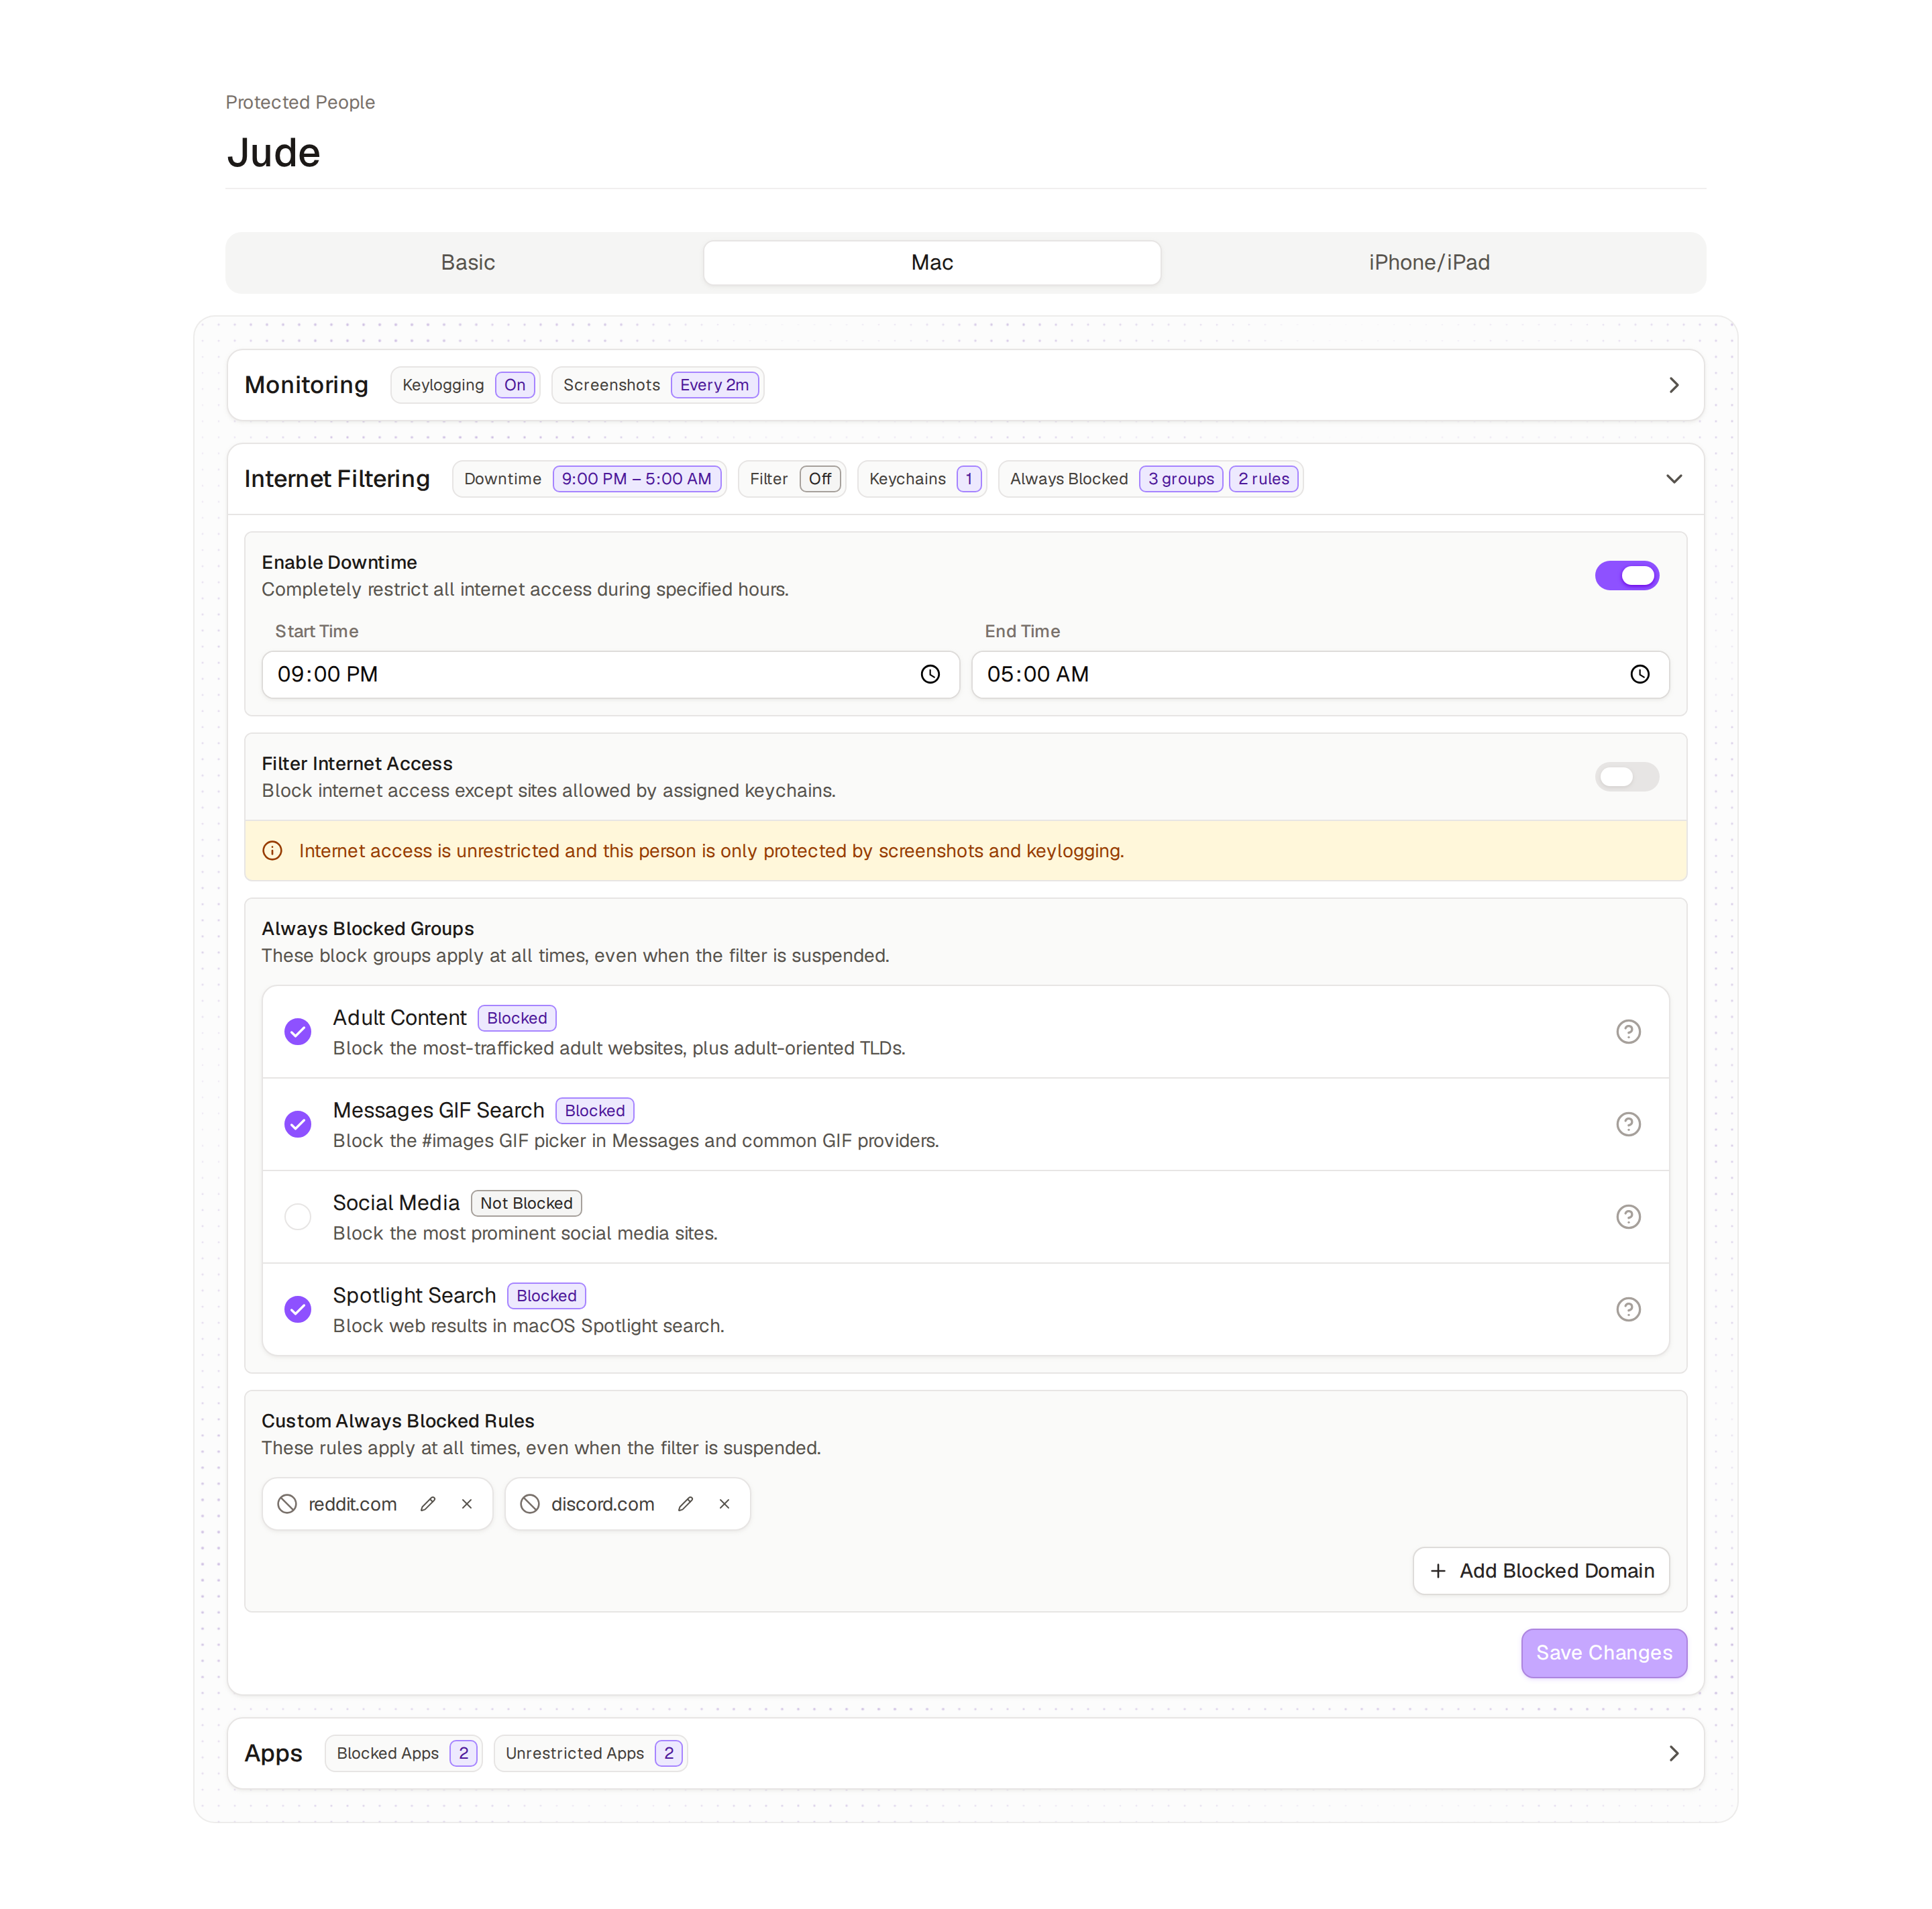 Protected People
Jude
Basic
Mac
iPhone/iPad
Monitoring Keylogging On Screenshots Every 2m
Internet Filtering Downtime 9:00 PM – 5:00 AM Filter Off Keychains 1 Always Blocked 3 groups 2 rules
Enable Downtime
Completely restrict all internet access during specified hours.
Start Time
End Time
09:00 PM
05:00 AM
Filter Internet Access
Block internet access except sites allowed by assigned keychains.
Internet access is unrestricted and this person is only protected by screenshots and keylogging.
Always Blocked Groups
These block groups apply at all times, even when the filter is suspended.
Adult Content Blocked
Block the most-trafficked adult websites, plus adult-oriented TLDs.
Messages GIF Search Blocked
Block the #images GIF picker in Messages and common GIF providers.
Social Media Not Blocked
Block the most prominent social media sites.
Spotlight Search Blocked
Block web results in macOS Spotlight search.
Custom Always Blocked Rules
These rules apply at all times, even when the filter is suspended.
reddit.com
discord.com
Add Blocked Domain
Save Changes
Apps Blocked Apps 2 Unrestricted Apps 2